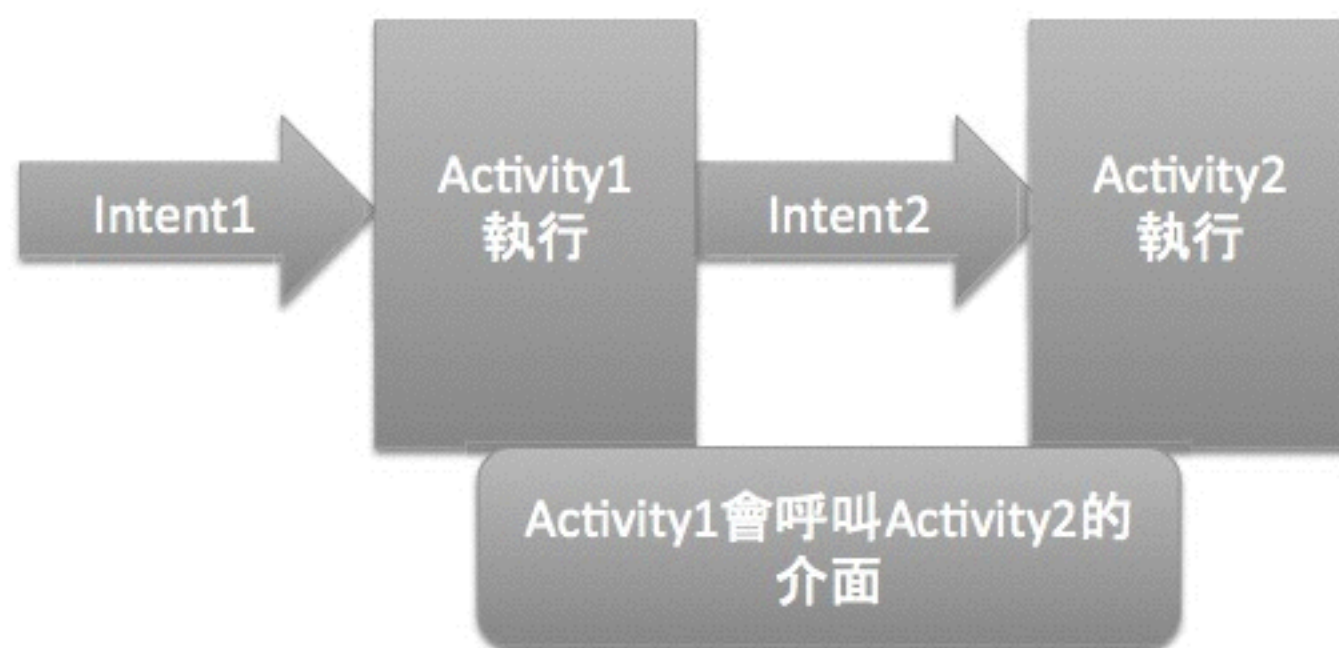 Intent1
Activity1
執行
Intent2
Activity2
執行
Activity1會呼叫Activity2的
介面